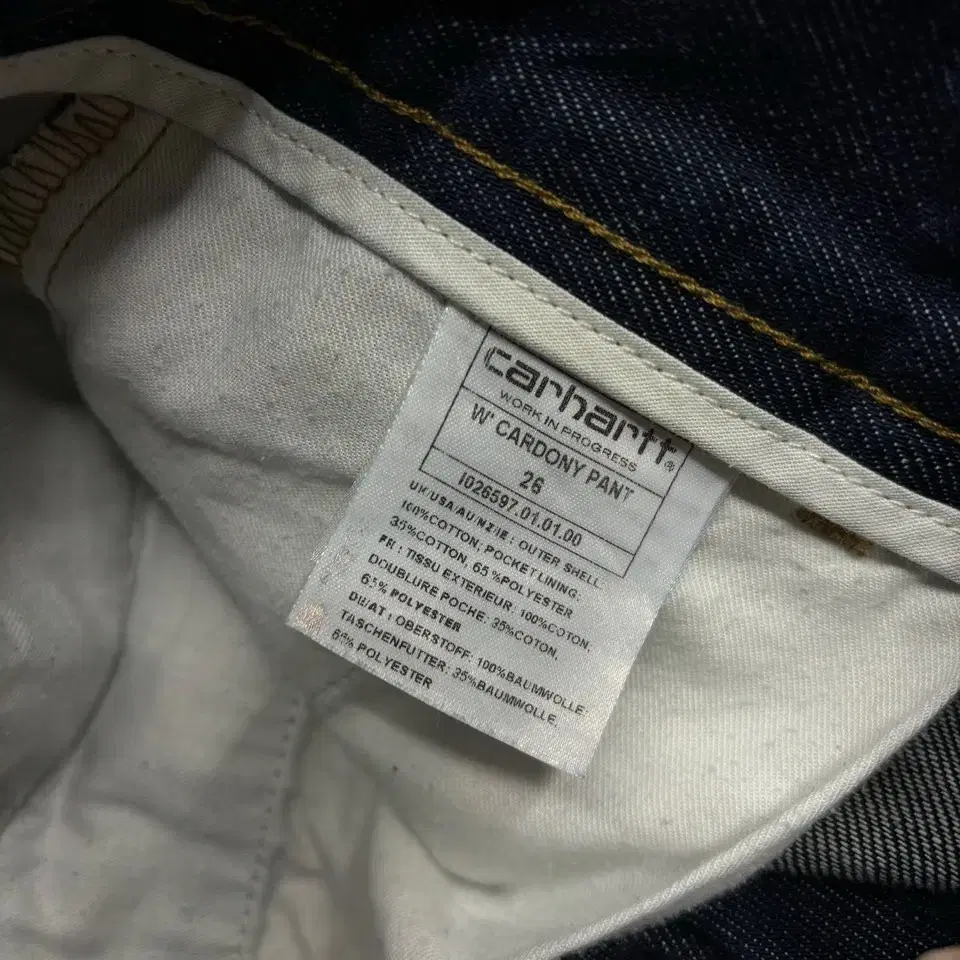 carhartt®
WORK IN PROGRESS
W' CARDONY PANT
26
I026597.01.01.00
UK/USA/AU/NZ/IE : OUTER SHELL
100%COTTON, POCKET LINING:
35%COTTON, 65%POLYESTER
FR : TISSU EXTERIEUR: 100%COTON.
DOUBLURE POCHE: 35%COTON,
65% POLYESTER
DE/AT : OBERSTOFF: 100%BAUMWOLLE.
TASCHENFUTTER: 35%BAUMWOLLE,
65% POLYESTER